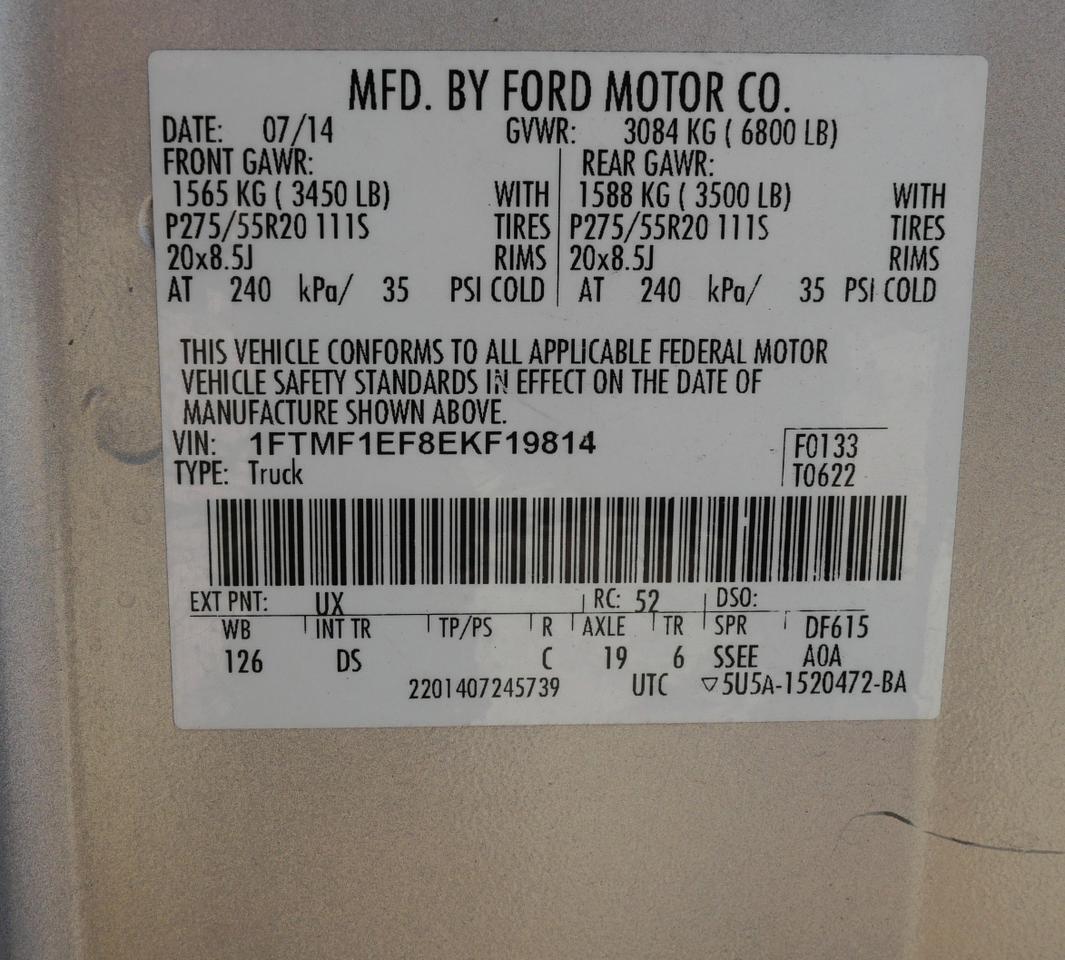 MFD. BY FORD MOTOR CO.
DATE: 07/14 GVWR: 3084 KG ( 6800 LB)
FRONT GAWR: REAR GAWR:
1565 KG ( 3450 LB) WITH 1588 KG ( 3500 LB) WITH
P275/55R20 111S TIRES P275/55R20 111S TIRES
20x8.5J RIMS 20x8.5J RIMS
AT 240 kPa/ 35 PSI COLD AT 240 kPa/ 35 PSI COLD
THIS VEHICLE CONFORMS TO ALL APPLICABLE FEDERAL MOTOR
VEHICLE SAFETY STANDARDS IN EFFECT ON THE DATE OF
MANUFACTURE SHOWN ABOVE.
VIN: 1FTMF1EF8EKF19814 F0133
TYPE: Truck T0622
EXT PNT: UX RC: 52 DSO:
WB INT TR TP/PS R AXLE TR SPR DF615
126 DS C 19 6 SSEE A0A
2201407245739 UTC ▽5U5A-1520472-BA